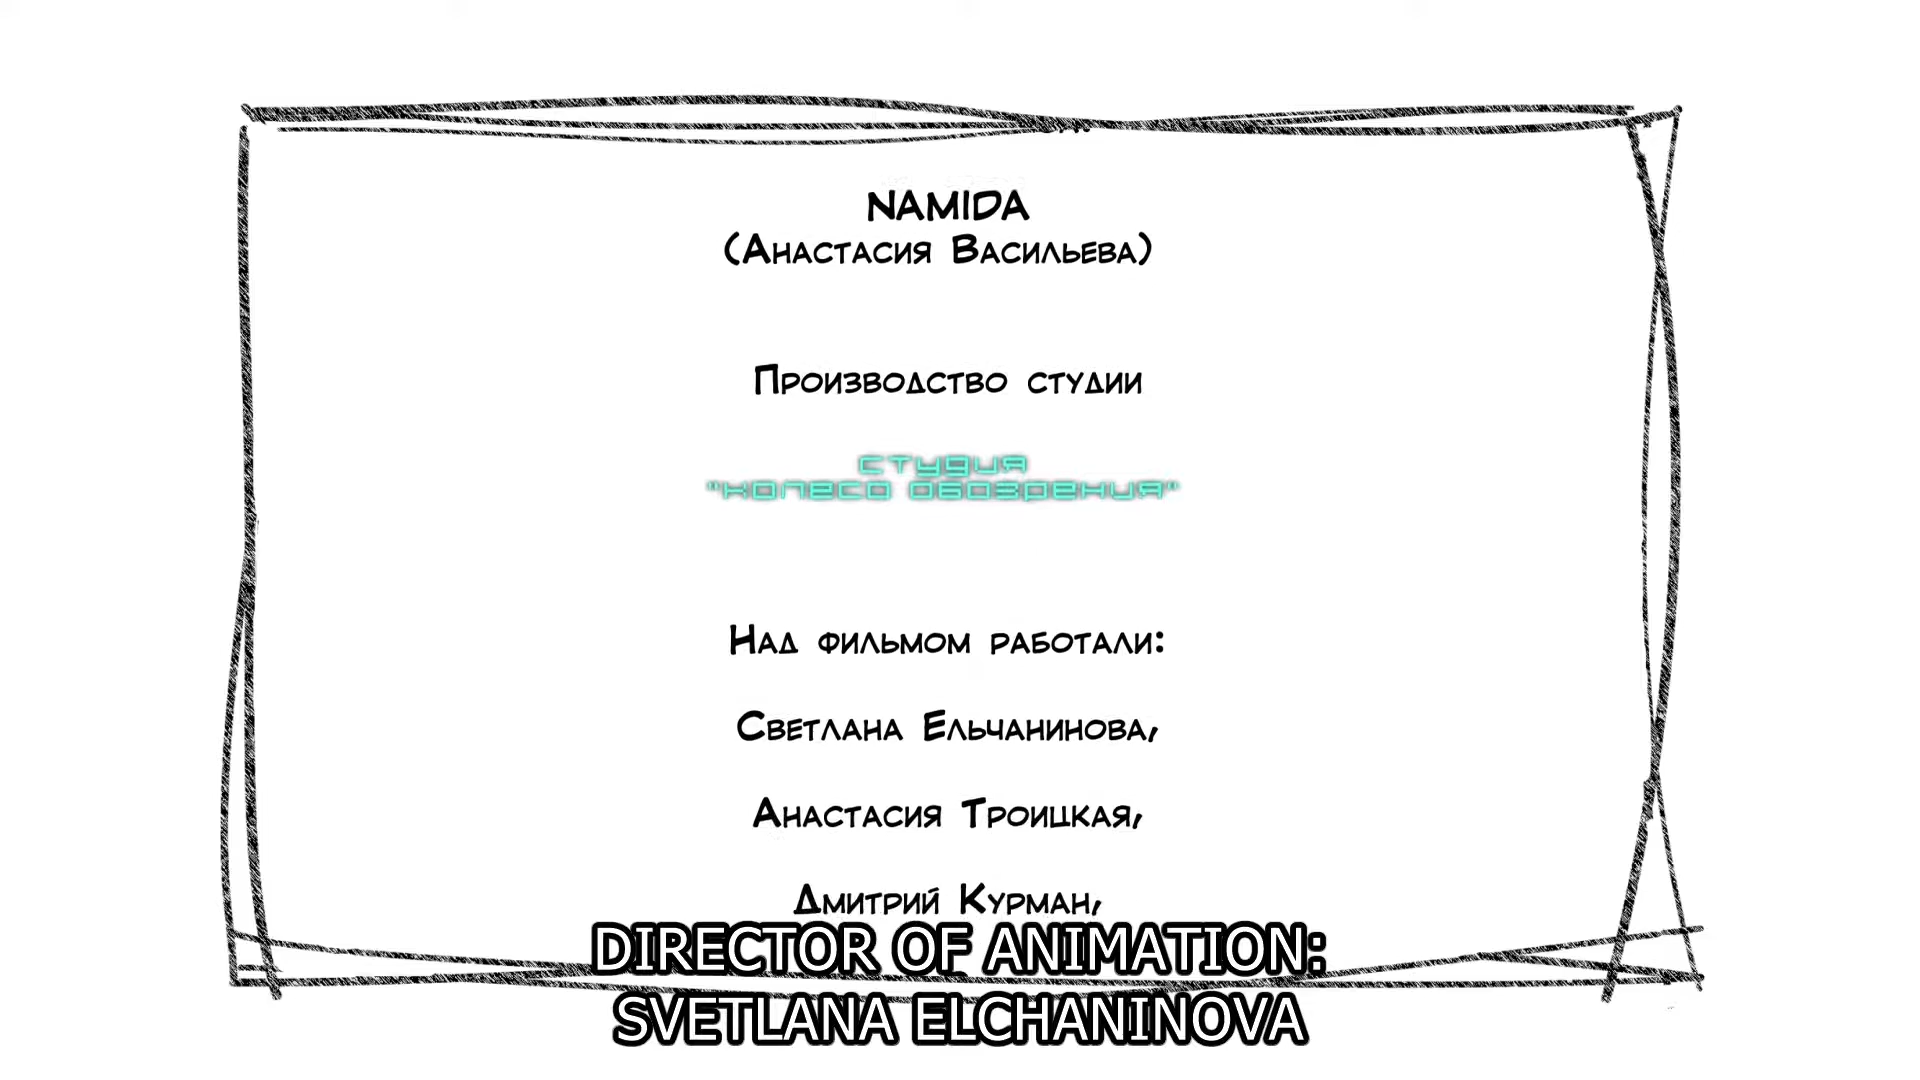 NAMIDA
(Анастасия Васильева)
Производство студии
студия
"колесо обозрения"
Над фильмом работали:
Светлана Ельчанинова,
Анастасия Троицкая,
Дмитрий Курман,
DIRECTOR OF ANIMATION:
SVETLANA ELCHANINOVA